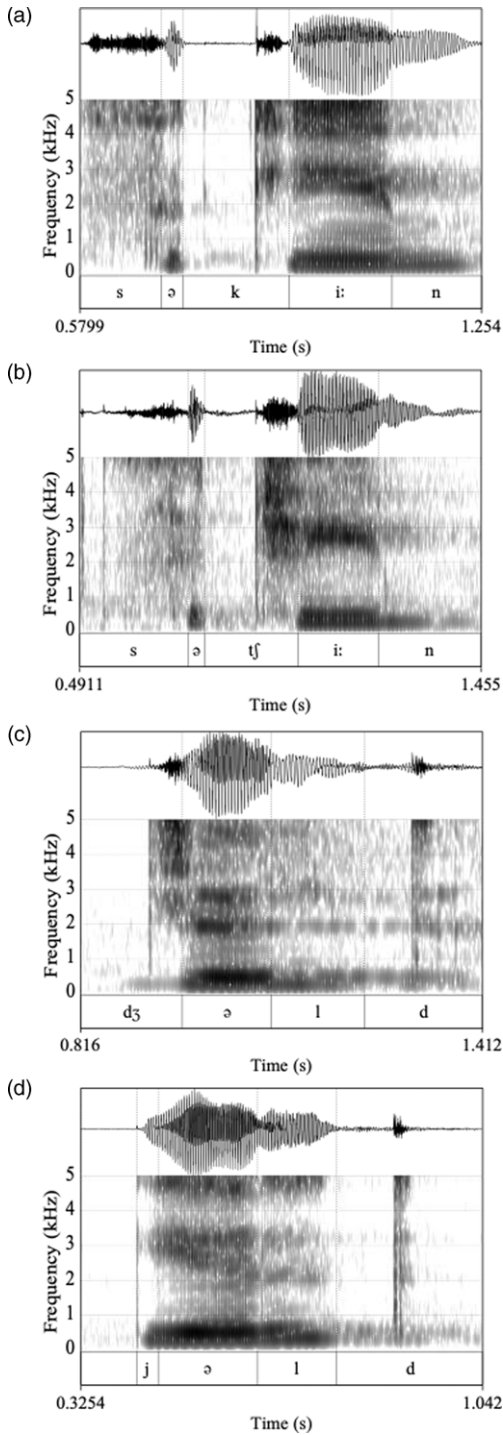 (a)
5
4
3
2
1
0
Frequency (kHz)
s ə k iː n
0.5799 1.254
Time (s)
(b)
5
4
3
2
1
0
Frequency (kHz)
s ə tʃ iː n
0.4911 1.455
Time (s)
(c)
5
4
3
2
1
0
Frequency (kHz)
dʒ ə l d
0.816 1.412
Time (s)
(d)
5
4
3
2
1
0
Frequency (kHz)
j ə l d
0.3254 1.042
Time (s)